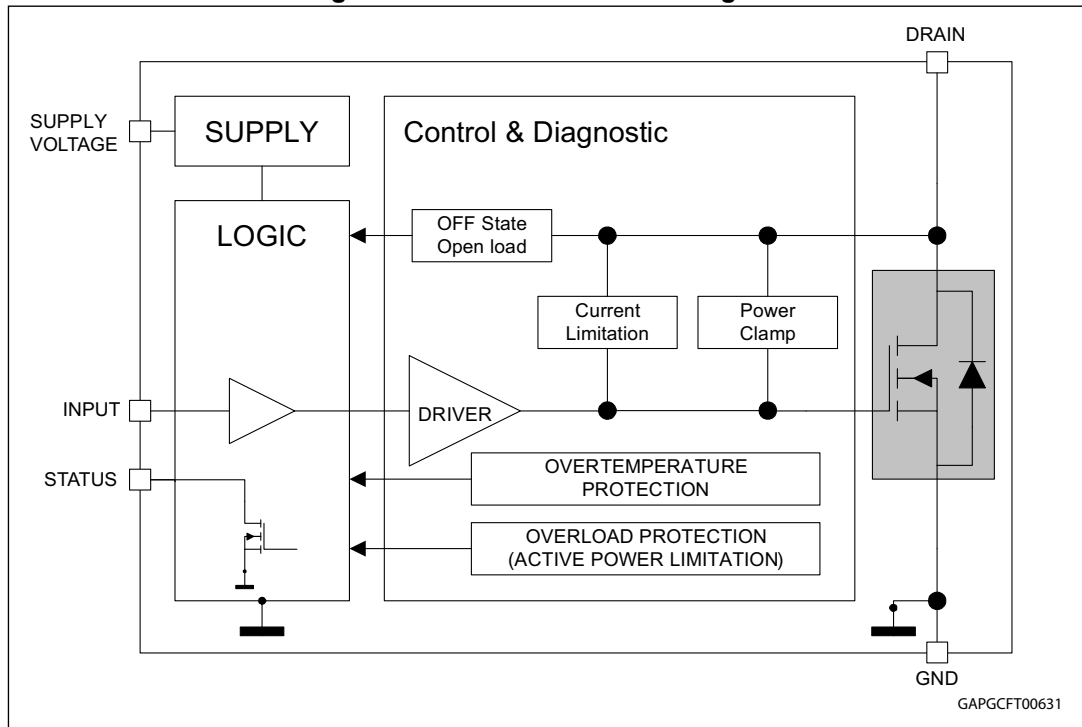 DRAIN
SUPPLY
VOLTAGE
SUPPLY
Control & Diagnostic
LOGIC
OFF State
Open load
Current
Limitation
Power
Clamp
INPUT
DRIVER
STATUS
OVERTEMPERATURE
PROTECTION
OVERLOAD PROTECTION
(ACTIVE POWER LIMITATION)
GND
GAPGCFT00631